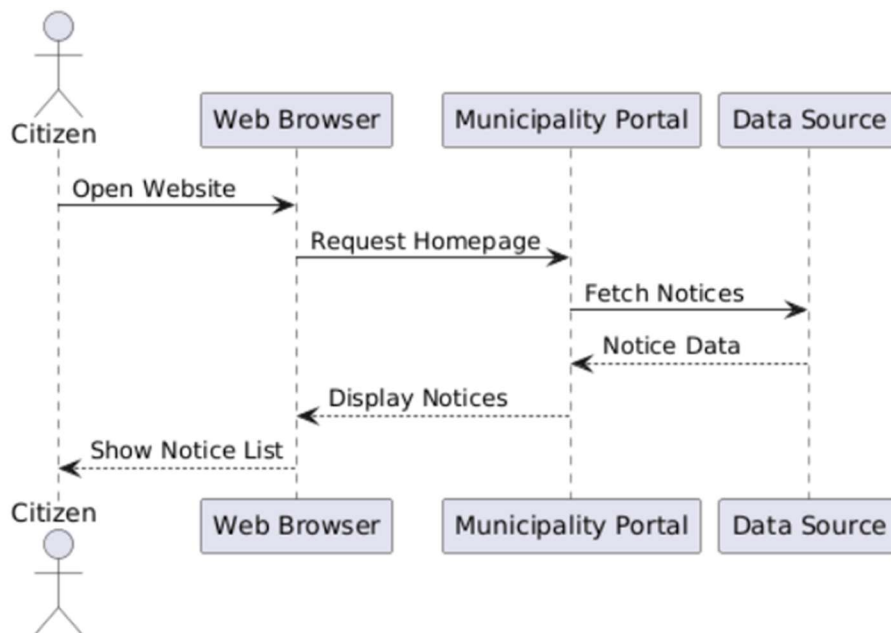 Citizen
Web Browser
Municipality Portal
Data Source
Open Website
Request Homepage
Fetch Notices
Notice Data
Display Notices
Show Notice List
Citizen
Web Browser
Municipality Portal
Data Source